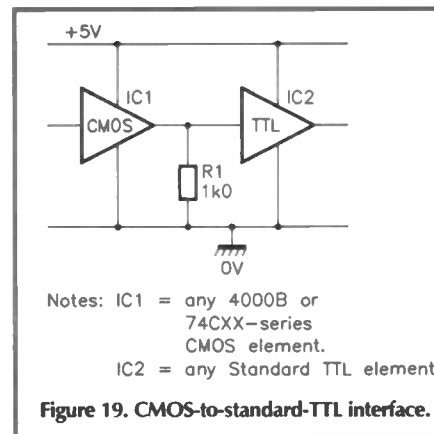 +5V
IC1
IC2
CMOS
TTL
R1
1k0
0V
Notes: IC1 = any 4000B or
74CXX-series
CMOS element.
IC2 = any Standard TTL element
Figure 19. CMOS-to-standard-TTL interface.